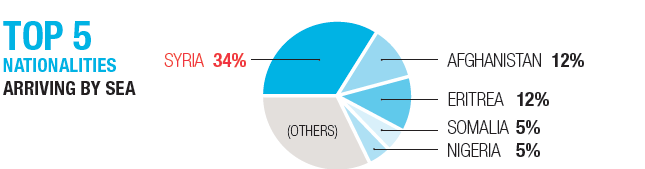 TOP 5
NATIONALITIES
ARRIVING BY SEA
SYRIA 34%
AFGHANISTAN 12%
ERITREA 12%
SOMALIA 5%
NIGERIA 5%
(OTHERS)